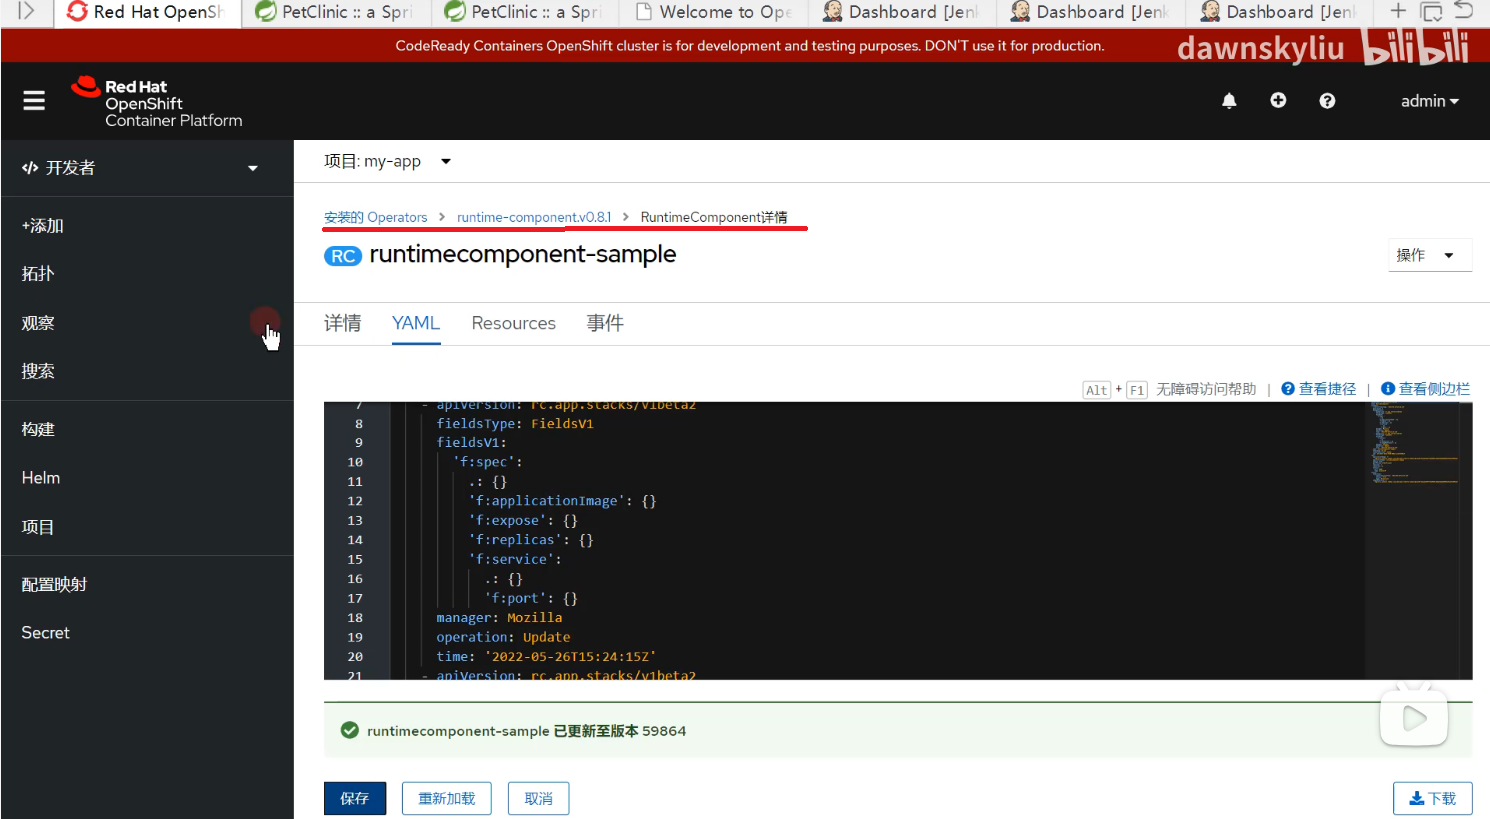 Red Hat OpenSh
PetClinic :: a Spri
PetClinic :: a Spri
Welcome to Ope
Dashboard [Jenk
Dashboard [Jenk
Dashboard [Jenk
CodeReady Containers OpenShift cluster is for development and testing purposes. DON'T use it for production.
dawnskyliu bilibili
Red Hat
OpenShift
Container Platform
admin
开发者
项目: my-app
+添加
拓扑
观察
搜索
构建
Helm
项目
配置映射
Secret
安装的 Operators > runtime-component.v0.8.1 > RuntimeComponent详情
RC runtimecomponent-sample
操作
详情 YAML Resources 事件
Alt + F1 无障碍访问帮助 | 查看捷径 | 查看侧边栏
7 - apiVersion: rc.app.stacks/v1beta2
8 fieldsType: FieldsV1
9 fieldsV1:
10 'f:spec':
11 .: {}
12 'f:applicationImage': {}
13 'f:expose': {}
14 'f:replicas': {}
15 'f:service':
16 .: {}
17 'f:port': {}
18 manager: Mozilla
19 operation: Update
20 time: '2022-05-26T15:24:15Z'
21 - apiVersion: rc.app.stacks/v1beta2
runtimecomponent-sample 已更新至版本 59864
保存 重新加载 取消 下载